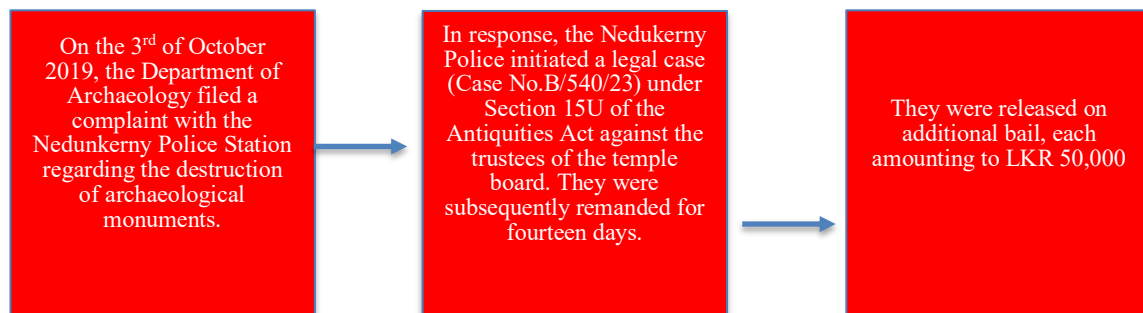 On the 3rd of October
2019, the Department of
Archaeology filed a
complaint with the
Nedunkerny Police Station
regarding the destruction
of archaeological
monuments.
In response, the Nedukerny
Police initiated a legal case
(Case No.B/540/23) under
Section 15U of the
Antiquities Act against the
trustees of the temple
board. They were
subsequently remanded for
fourteen days.
They were released on
additional bail, each
amounting to LKR 50,000